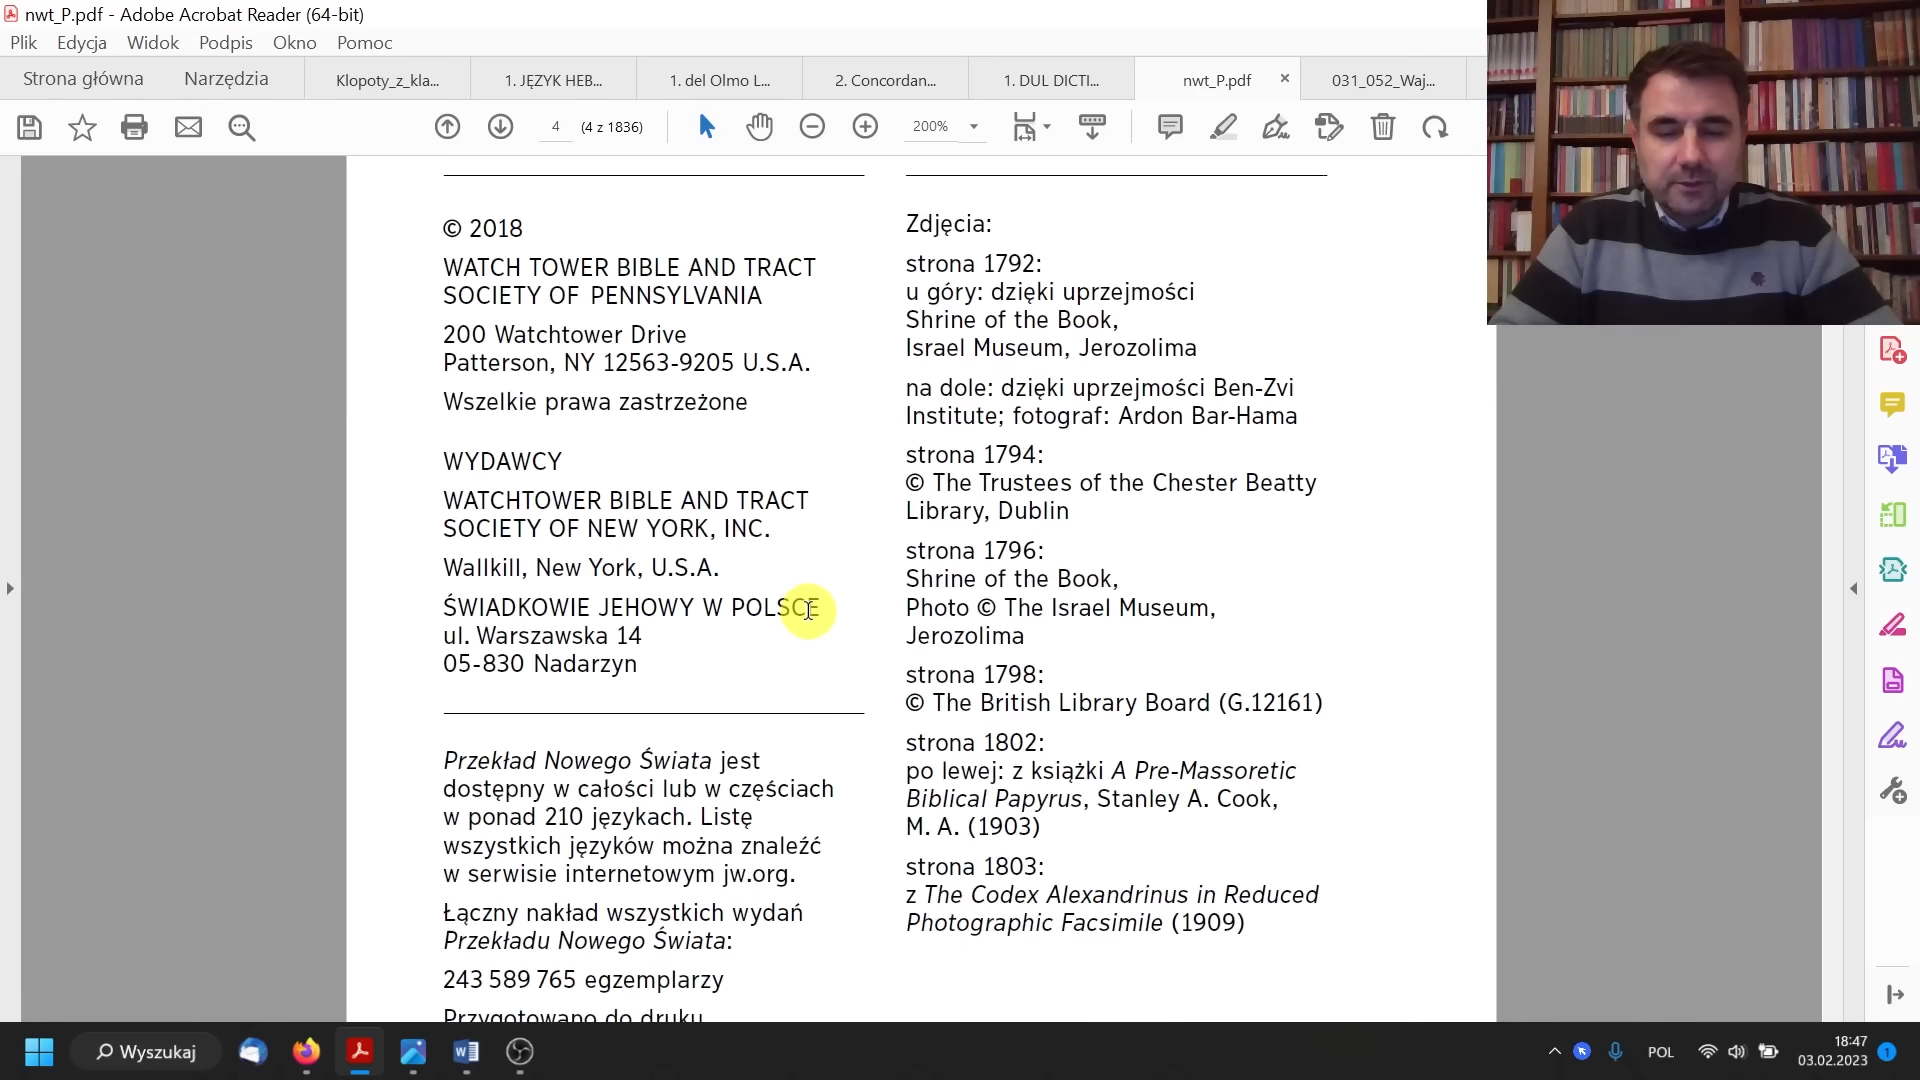 nwt_P.pdf - Adobe Acrobat Reader (64-bit)
Plik Edycja Widok Podpis Okno Pomoc
Strona główna Narzędzia Klopoty_z_kla... 1. JĘZYK HEB... 1. del Olmo L... 2. Concordan... 1. DUL DICTI... nwt_P.pdf 031_052_Waj...
4 (4 z 1836) 200%
© 2018
WATCH TOWER BIBLE AND TRACT
SOCIETY OF PENNSYLVANIA
200 Watchtower Drive
Patterson, NY 12563-9205 U.S.A.
Wszelkie prawa zastrzeżone
WYDAWCY
WATCHTOWER BIBLE AND TRACT
SOCIETY OF NEW YORK, INC.
Wallkill, New York, U.S.A.
ŚWIADKOWIE JEHOWY W POLSCE
ul. Warszawska 14
05-830 Nadarzyn
Przekład Nowego Świata jest
dostępny w całości lub w częściach
w ponad 210 językach. Listę
wszystkich języków można znaleźć
w serwisie internetowym jw.org.
Łączny nakład wszystkich wydań
Przekładu Nowego Świata:
243 589 765 egzemplarzy
Przygotowano do druku
Zdjęcia:
strona 1792:
u góry: dzięki uprzejmości
Shrine of the Book,
Israel Museum, Jerozolima
na dole: dzięki uprzejmości Ben-Zvi
Institute; fotograf: Ardon Bar-Hama
strona 1794:
© The Trustees of the Chester Beatty
Library, Dublin
strona 1796:
Shrine of the Book,
Photo © The Israel Museum,
Jerozolima
strona 1798:
© The British Library Board (G.12161)
strona 1802:
po lewej: z książki A Pre-Massoretic
Biblical Papyrus, Stanley A. Cook,
M. A. (1903)
strona 1803:
z The Codex Alexandrinus in Reduced
Photographic Facsimile (1909)
Wyszukaj
POL
18:47
03.02.2023
1